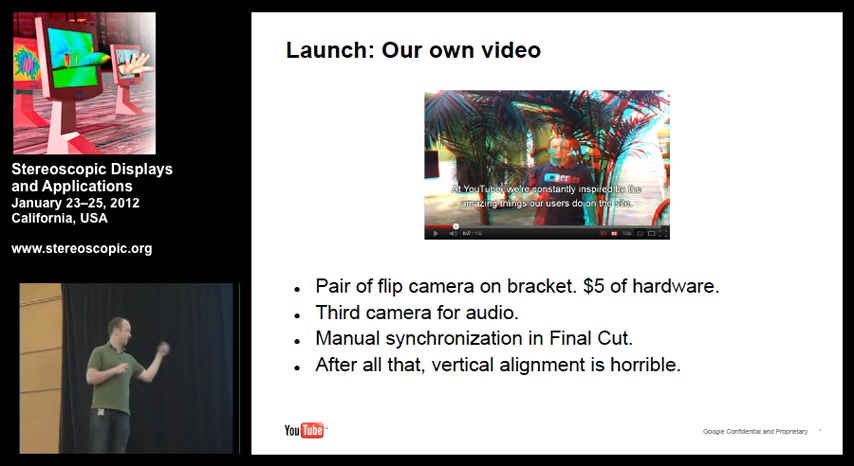 Stereoscopic Displays
and Applications
January 23–25, 2012
California, USA
www.stereoscopic.org
Launch: Our own video
At YouTube, we're constantly inspired by the
amazing things our users do on the site.
• Pair of flip camera on bracket. $5 of hardware.
• Third camera for audio.
• Manual synchronization in Final Cut.
• After all that, vertical alignment is horrible.
YouTube
Google Confidential and Proprietary